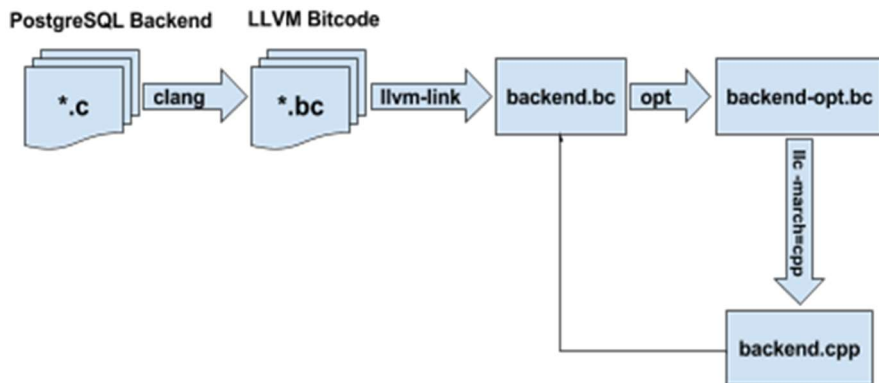 PostgreSQL Backend
LLVM Bitcode
*.c
clang
*.bc
llvm-link
backend.bc
opt
backend-opt.bc
llc -march=cpp
backend.cpp